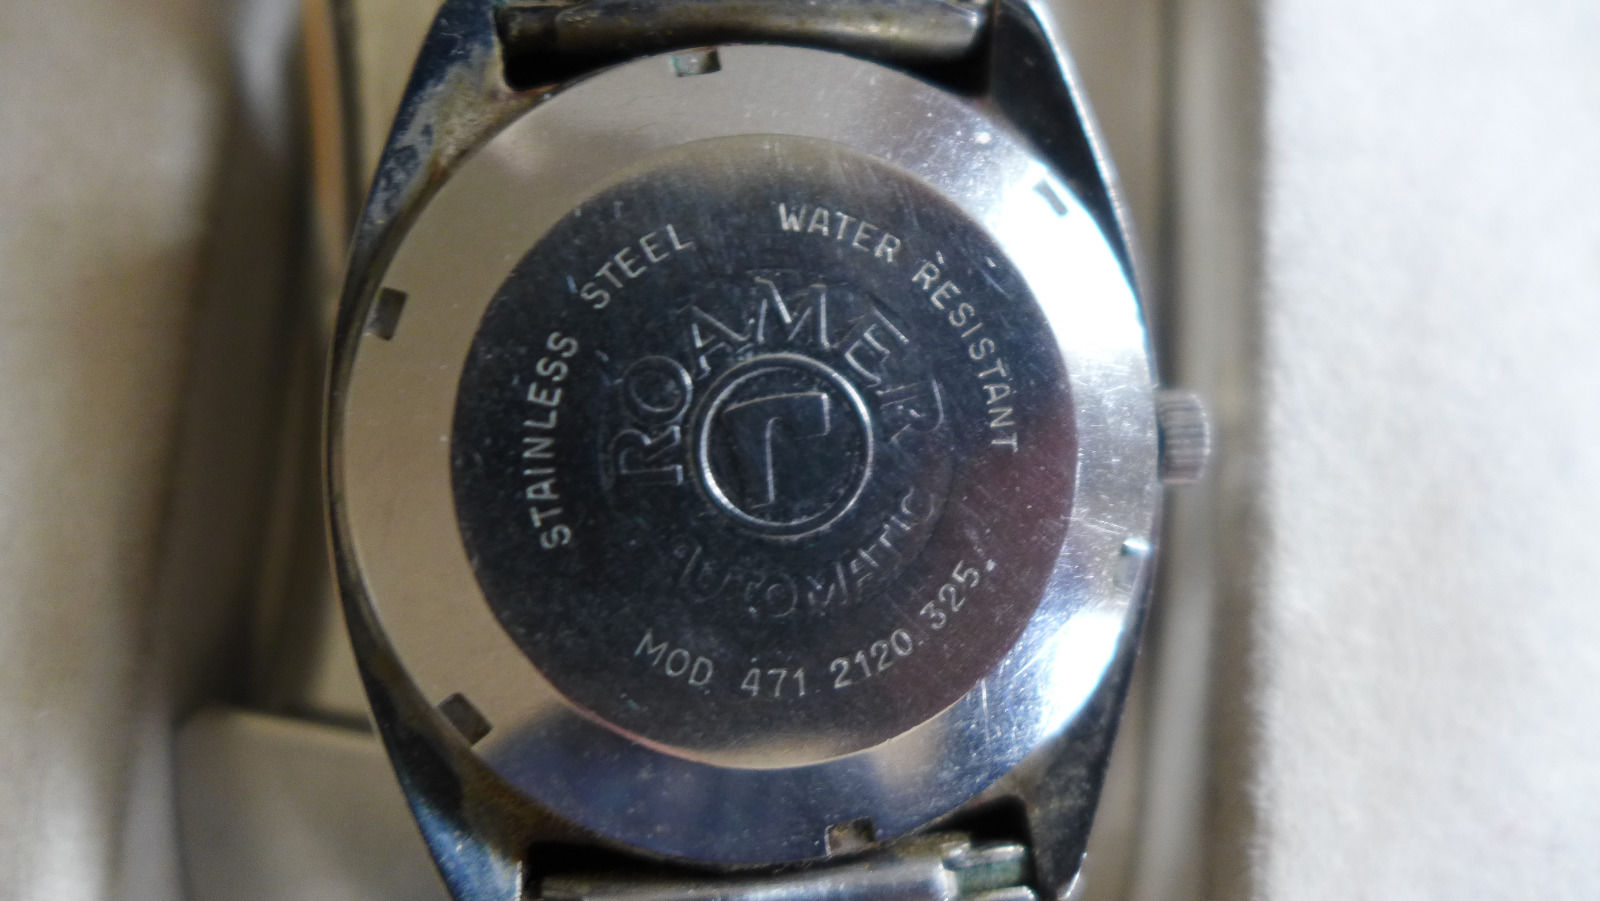 STAINLESS STEEL
WATER RESISTANT
ROAMER
AUTOMATIC
MOD 471 2120.325.